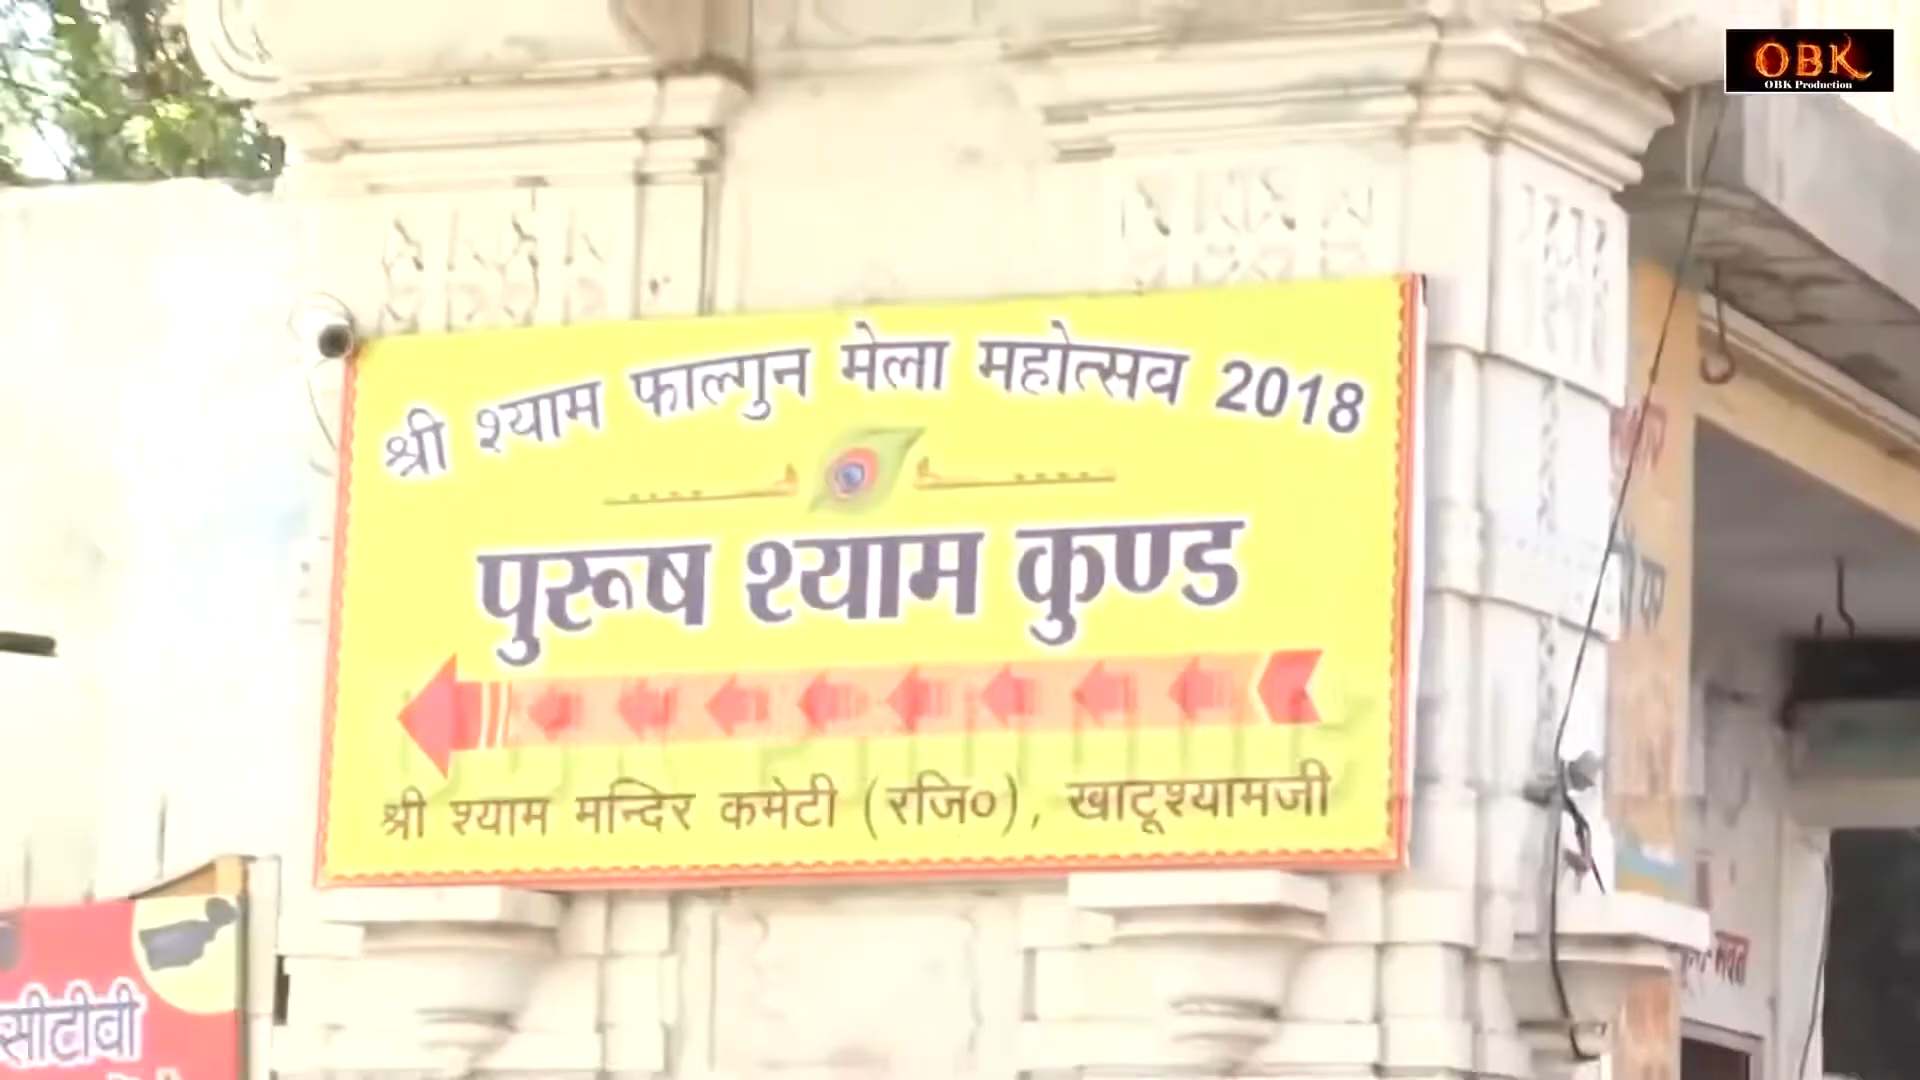 OBK
OBK Production
श्री श्याम फाल्गुन मेला महोत्सव 2018
पुरूष श्याम कुण्ड
श्री श्याम मन्दिर कमेटी (रजि०), खाटूश्यामजी
सीटीवी